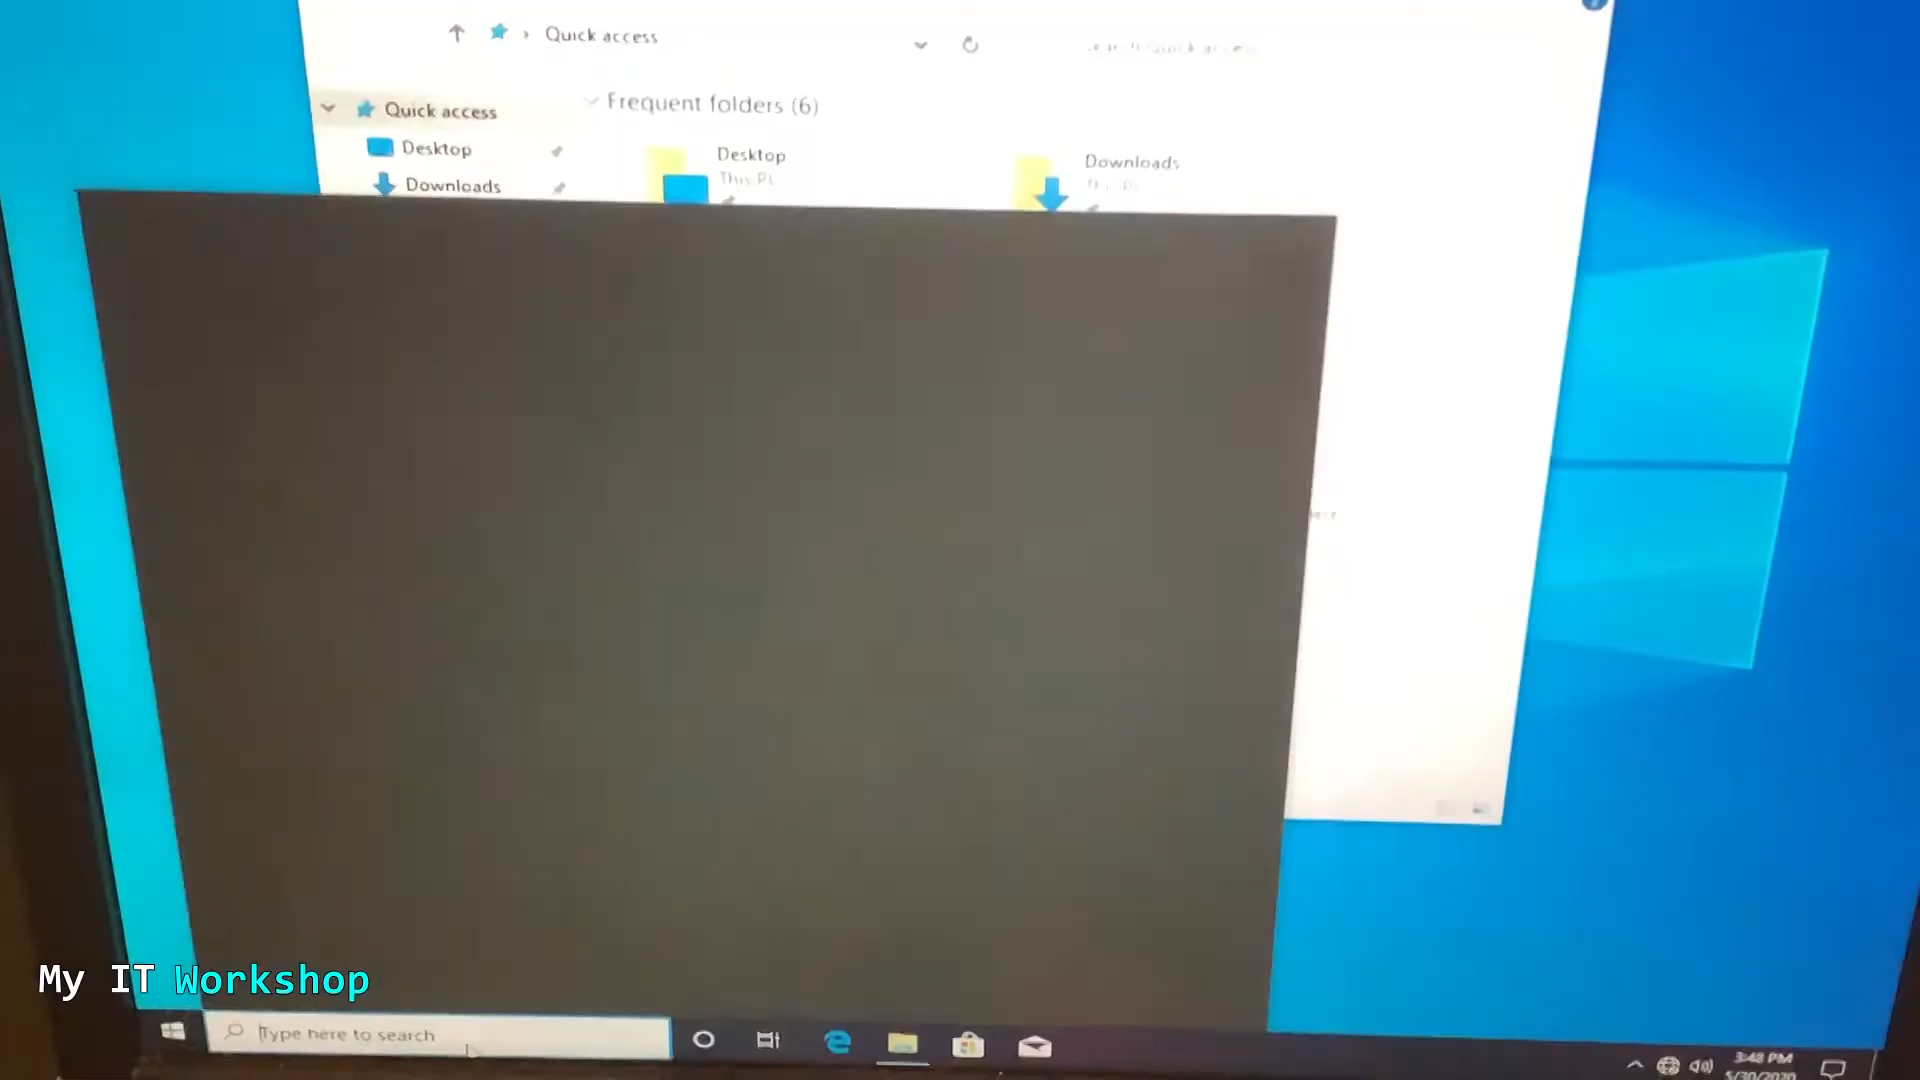 Quick access
Quick access
Frequent folders (6)
Desktop
Desktop
This PC
Downloads
Downloads
My IT Workshop
Type here to search
3:48 PM
5/30/2020